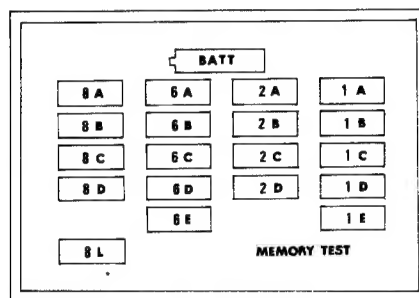 BATT
8 A 6 A 2 A 1 A
8 B 6 B 2 B 1 B
8 C 6 C 2 C 1 C
8 D 6 D 2 D 1 D
6 E 1 E
8 L MEMORY TEST